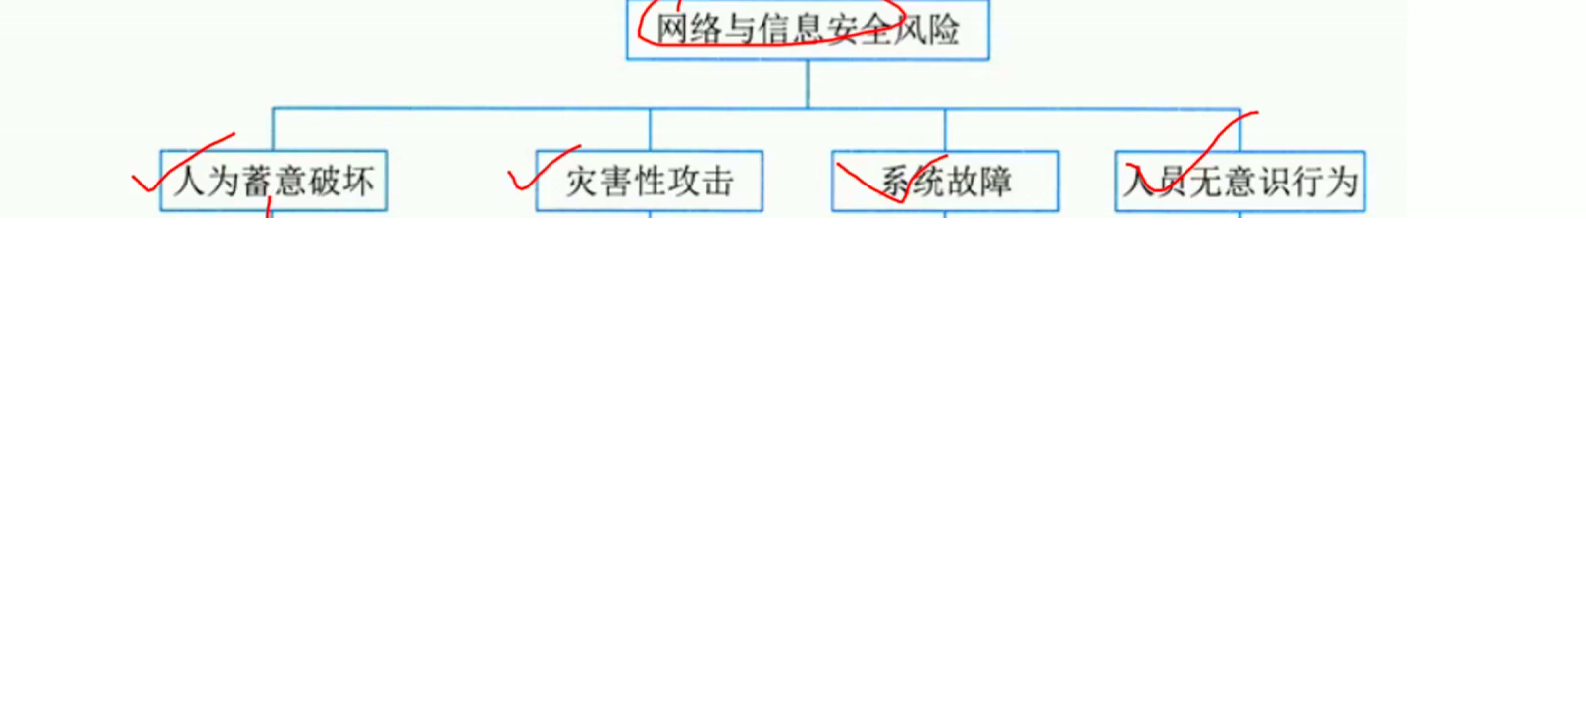 网络与信息安全风险
人为蓄意破坏
灾害性攻击
系统故障
人员无意识行为